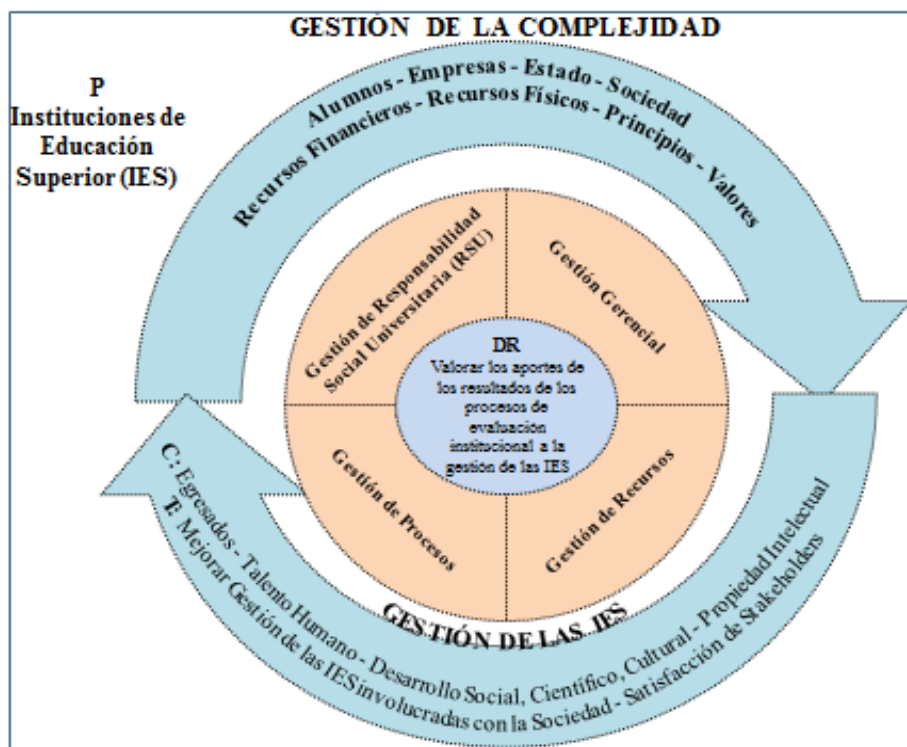 GESTIÓN DE LA COMPLEJIDAD
P
Instituciones de
Educación
Superior (IES)
Alumnos - Empresas - Estado - Sociedad
Recursos Financieros - Recursos Físicos - Principios - Valores
Gestión de Responsabilidad
Social Universitaria (RSU)
Gestión Gerencial
DR
Valorar los aportes de
los resultados de los
procesos de
evaluación
institucional a la
gestión de las IES
Gestión de Procesos
Gestión de Recursos
GESTIÓN DE LAS IES
C: Egresados - Talento Humano - Desarrollo Social, Científico, Cultural - Propiedad Intelectual
T: Mejorar Gestión de las IES involucradas con la Sociedad - Satisfacción de Stakeholders